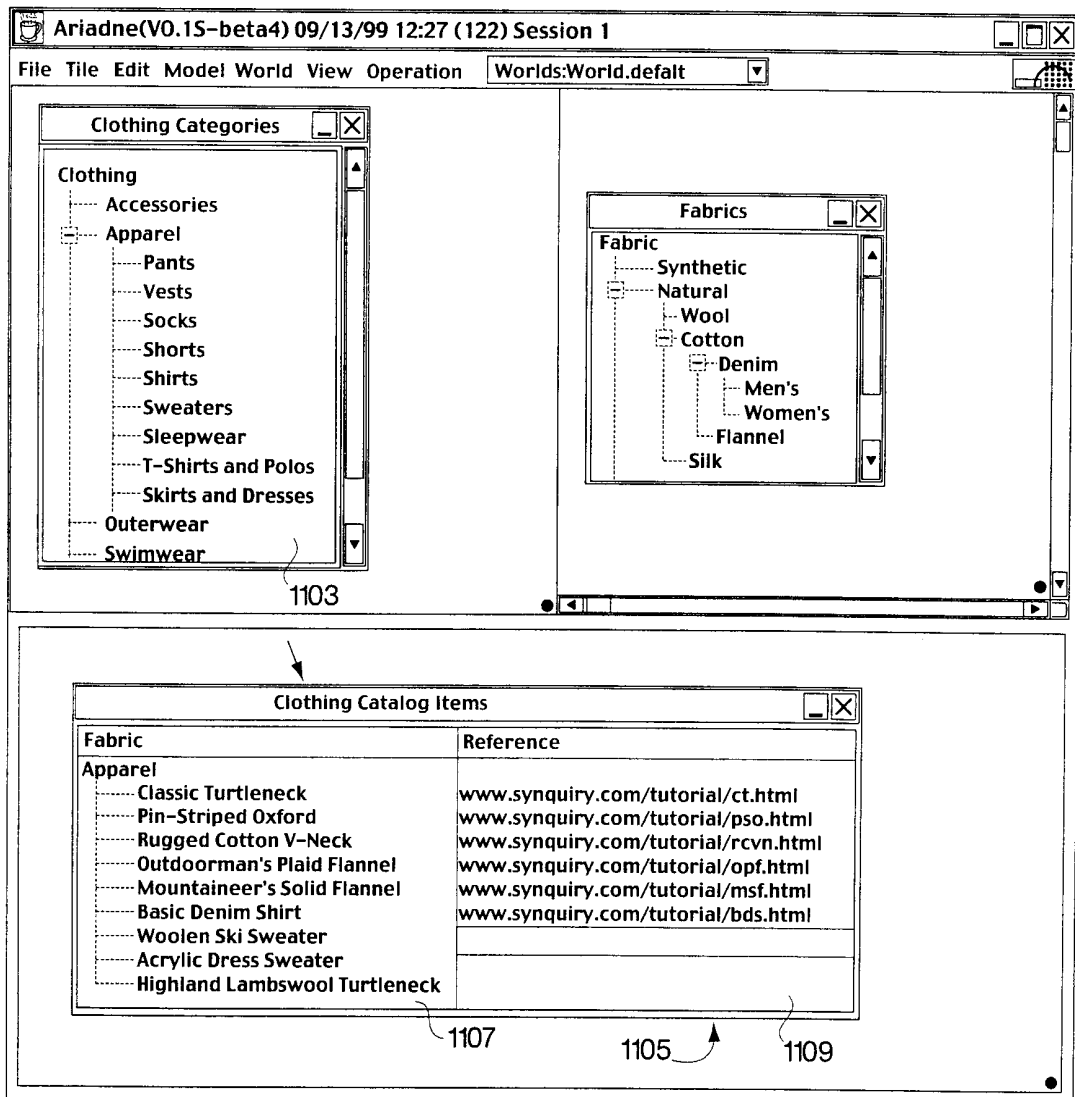 Ariadne(V0.1S-beta4) 09/13/99 12:27 (122) Session 1
File Tile Edit Model World View Operation Worlds:World.defalt
Clothing Categories
Clothing
Accessories
Apparel
Pants
Vests
Socks
Shorts
Shirts
Sweaters
Sleepwear
T-Shirts and Polos
Skirts and Dresses
Outerwear
Swimwear
1103
Fabrics
Fabric
Synthetic
Natural
Wool
Cotton
Denim
Men's
Women's
Flannel
Silk
Clothing Catalog Items
Fabric Reference
Apparel
Classic Turtleneck www.synquiry.com/tutorial/ct.html
Pin-Striped Oxford www.synquiry.com/tutorial/pso.html
Rugged Cotton V-Neck www.synquiry.com/tutorial/rcvn.html
Outdoorman's Plaid Flannel www.synquiry.com/tutorial/opf.html
Mountaineer's Solid Flannel www.synquiry.com/tutorial/msf.html
Basic Denim Shirt www.synquiry.com/tutorial/bds.html
Woolen Ski Sweater
Acrylic Dress Sweater
Highland Lambswool Turtleneck
1107 1105 1109